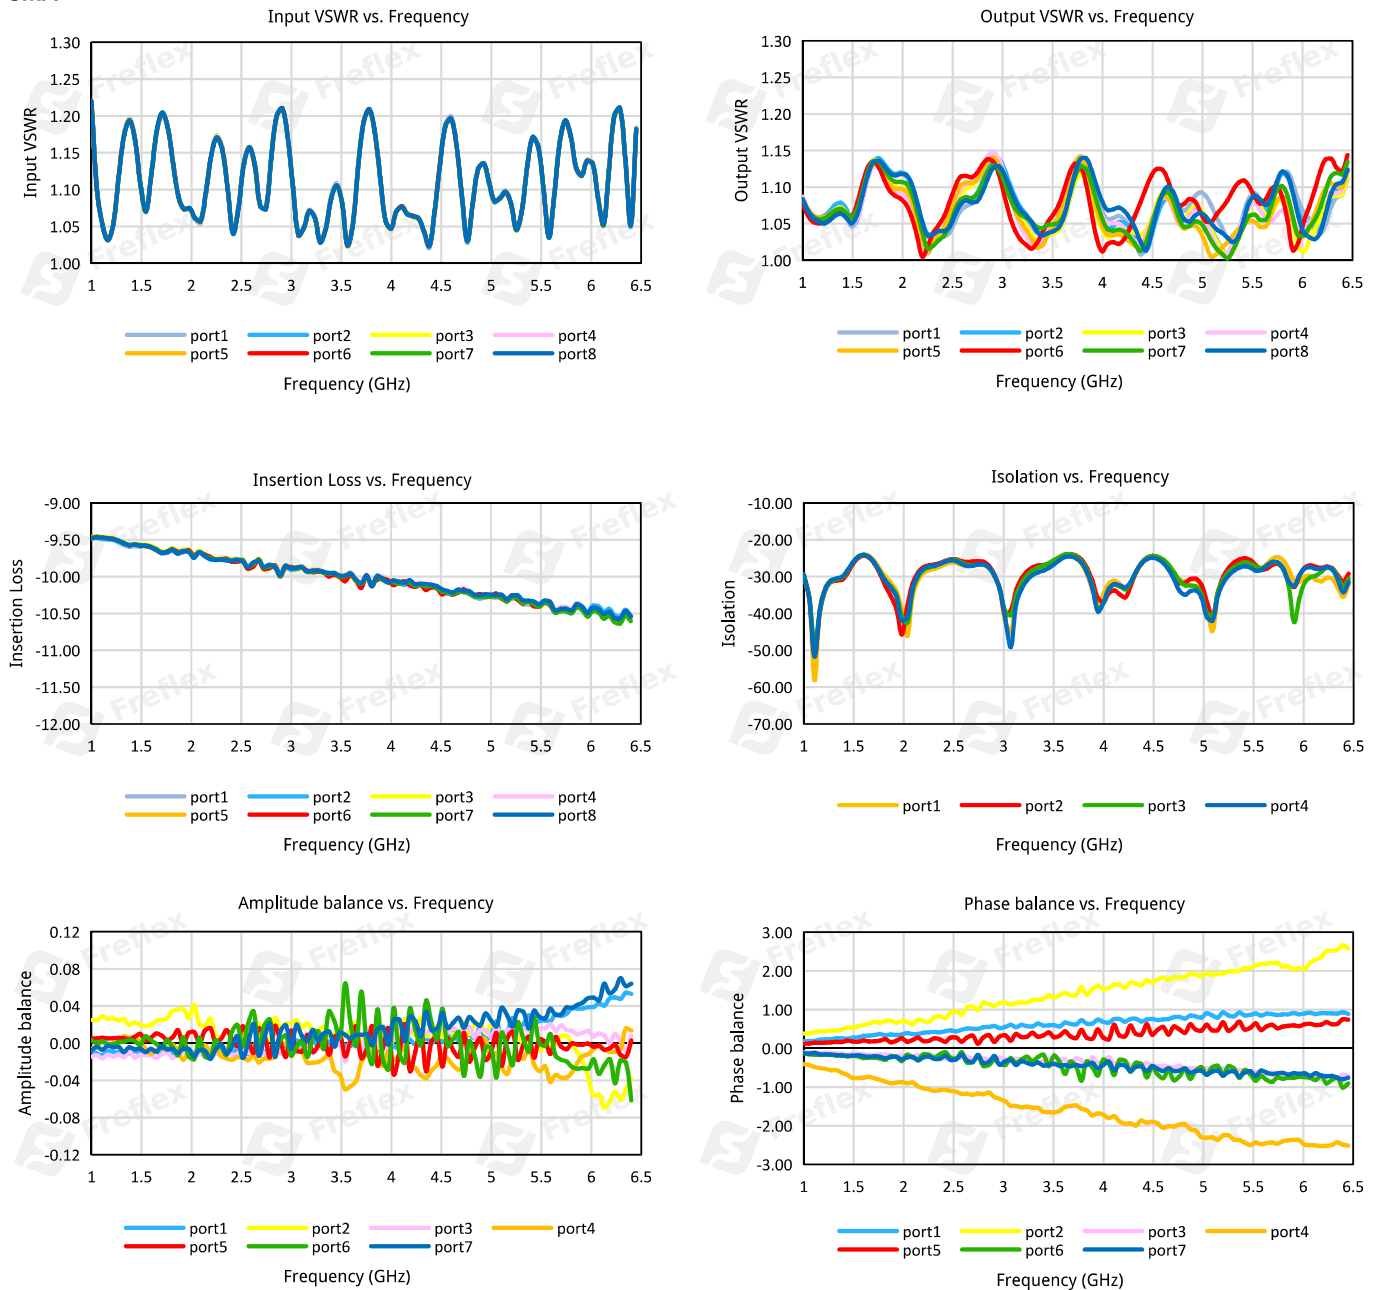 Input VSWR vs. Frequency
Input VSWR
1.30
1.25
1.20
1.15
1.10
1.05
1.00
1 1.5 2 2.5 3 3.5 4 4.5 5 5.5 6 6.5
port1 port2 port3 port4
port5 port6 port7 port8
Frequency (GHz)
Output VSWR vs. Frequency
Output VSWR
1.30
1.25
1.20
1.15
1.10
1.05
1.00
1 1.5 2 2.5 3 3.5 4 4.5 5 5.5 6 6.5
port1 port2 port3 port4
port5 port6 port7 port8
Frequency (GHz)
Insertion Loss vs. Frequency
Insertion Loss
-9.00
-9.50
-10.00
-10.50
-11.00
-11.50
-12.00
1 1.5 2 2.5 3 3.5 4 4.5 5 5.5 6 6.5
port1 port2 port3 port4
port5 port6 port7 port8
Frequency (GHz)
Isolation vs. Frequency
Isolation
-10.00
-20.00
-30.00
-40.00
-50.00
-60.00
-70.00
1 1.5 2 2.5 3 3.5 4 4.5 5 5.5 6 6.5
port1 port2 port3 port4
Frequency (GHz)
Amplitude balance vs. Frequency
Amplitude balance
0.12
0.08
0.04
0.00
-0.04
-0.08
-0.12
1 1.5 2 2.5 3 3.5 4 4.5 5 5.5 6 6.5
port1 port2 port3 port4
port5 port6 port7
Frequency (GHz)
Phase balance vs. Frequency
Phase balance
3.00
2.00
1.00
0.00
-1.00
-2.00
-3.00
1 1.5 2 2.5 3 3.5 4 4.5 5 5.5 6 6.5
port1 port2 port3 port4
port5 port6 port7
Frequency (GHz)
Freflex